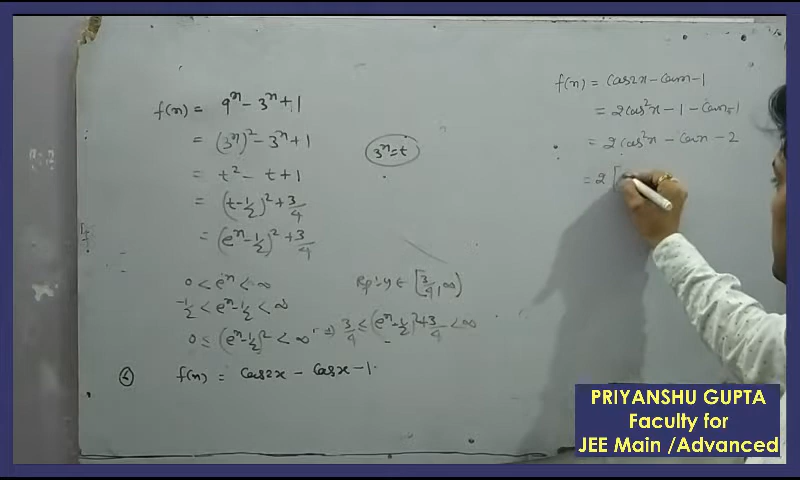 f(x) = 9^x - 3^x + 1
= (3^x)^2 - 3^x + 1
3^x = t
= t^2 - t + 1
= (t - 1/2)^2 + 3/4
= (e^x - 1/2)^2 + 3/4
0 < e^x < ∞
-1/2 < e^x - 1/2 < ∞
0 ≤ (e^x - 1/2)^2 < ∞
y ∈ [3/4, ∞)
3/4 ≤ (e^x - 1/2)^2 + 3/4 < ∞
⑥ f(x) = cos2x - cosx - 1
f(x) = cos2x - cosx - 1
= 2cos^2x - 1 - cosx - 1
= 2cos^2x - cosx - 2
= 2[
PRIYANSHU GUPTA
Faculty for
JEE Main /Advanced